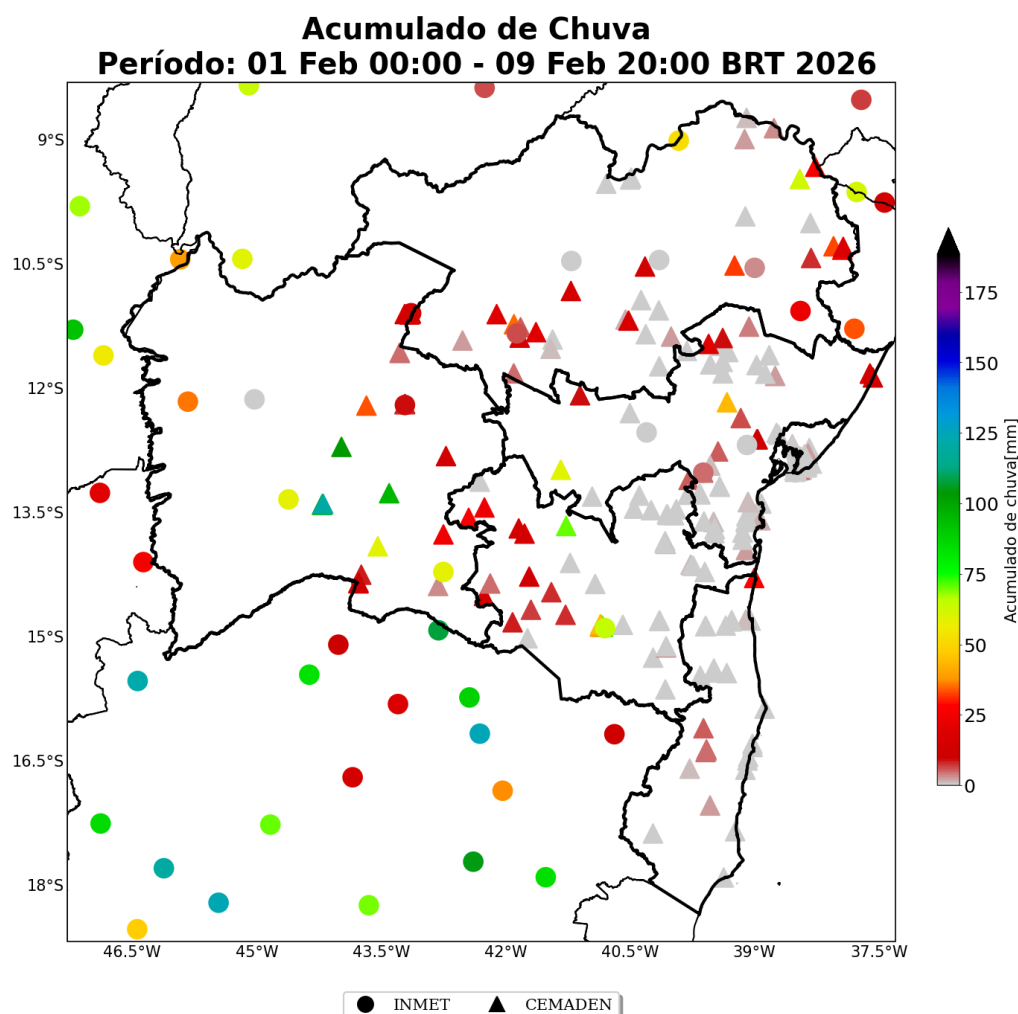 Acumulado de Chuva
Período: 01 Feb 00:00 - 09 Feb 20:00 BRT 2026
9°S
10.5°S
12°S
13.5°S
15°S
16.5°S
18°S
46.5°W 45°W 43.5°W 42°W 40.5°W 39°W 37.5°W
175
150
125
100
75
50
25
0
Acumulado de chuva[mm]
INMET CEMADEN